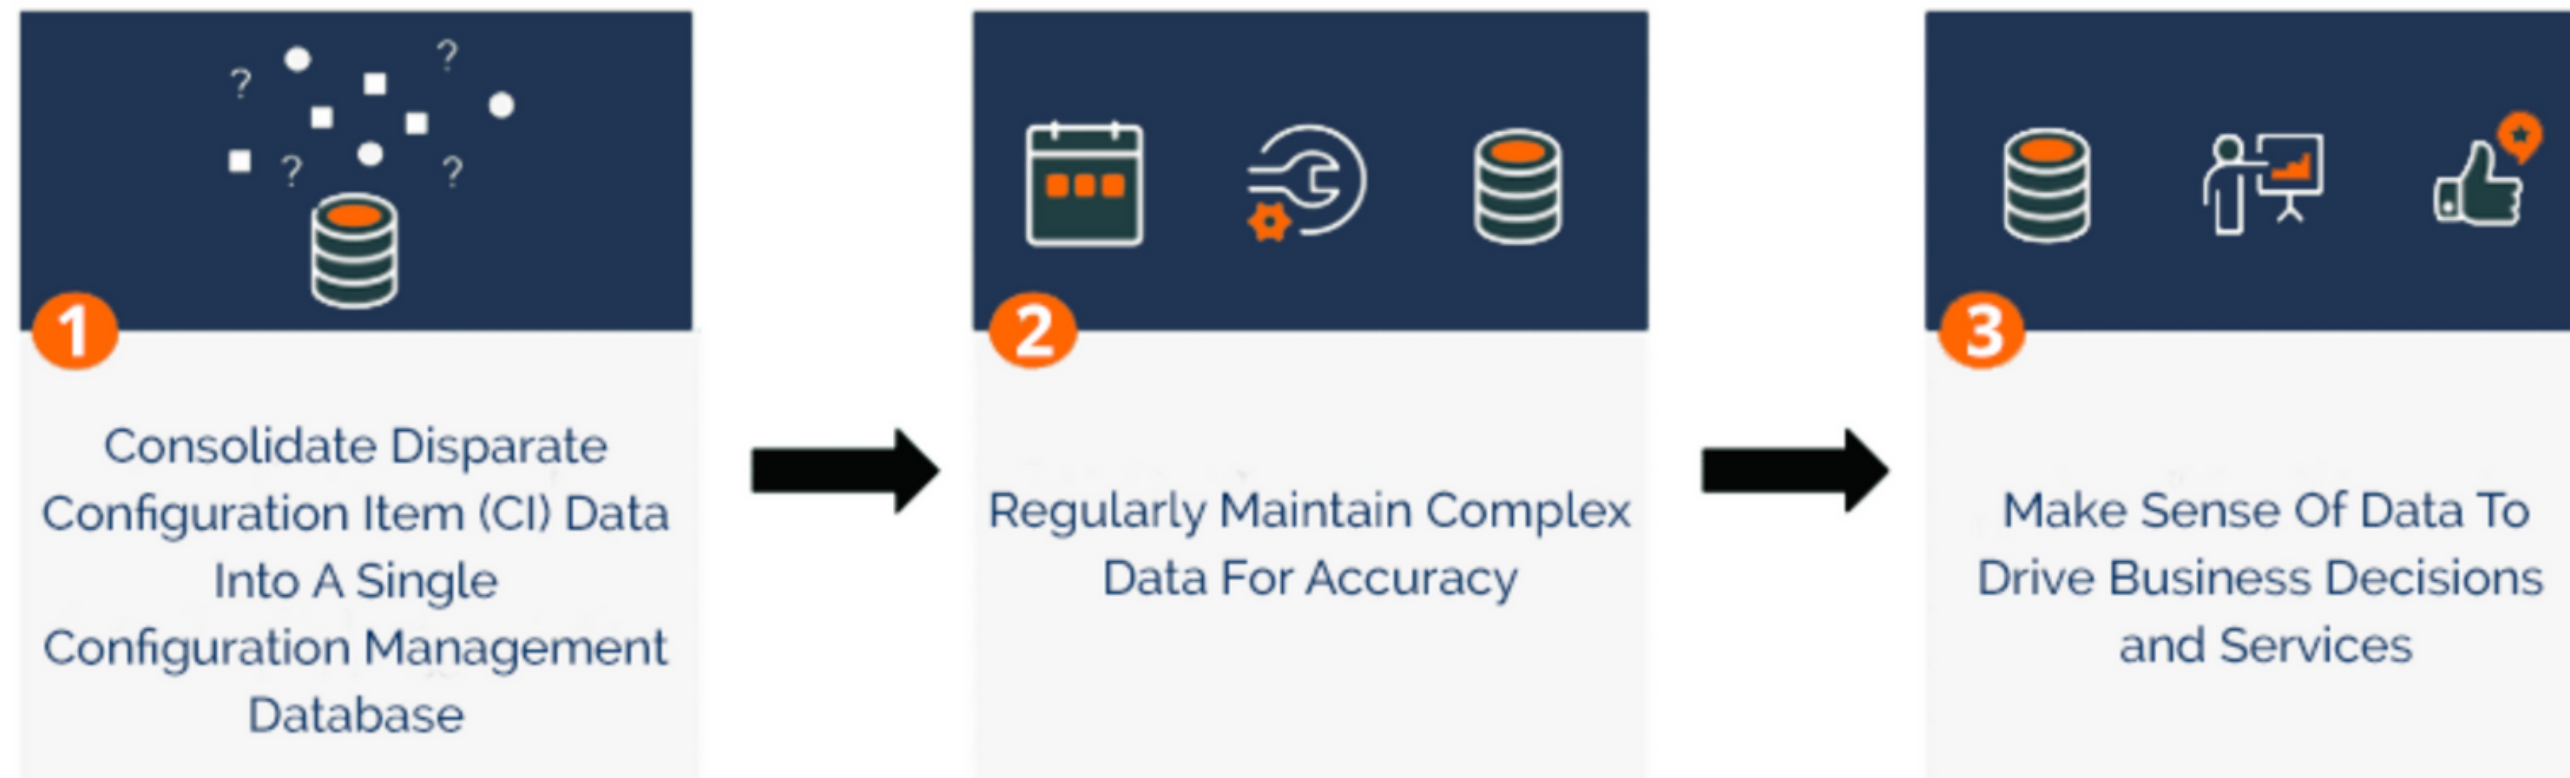 ? ? ? ?
1
Consolidate Disparate
Configuration Item (CI) Data
Into A Single
Configuration Management
Database
2
Regularly Maintain Complex
Data For Accuracy
3
Make Sense Of Data To
Drive Business Decisions
and Services